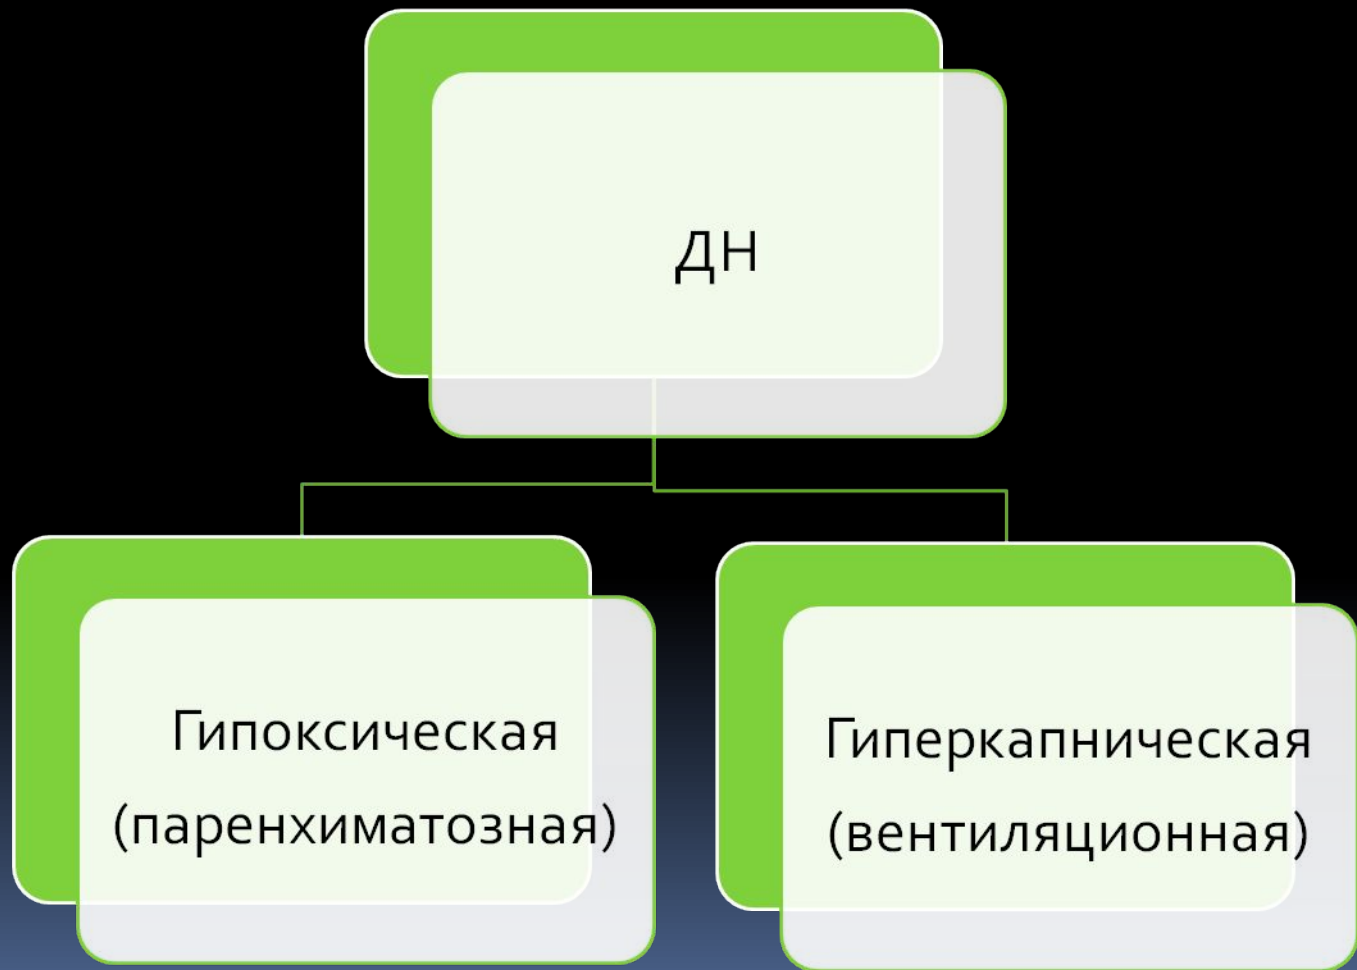 ДН
Гипоксическая
(паренхиматозная)
Гиперкапническая
(вентиляционная)